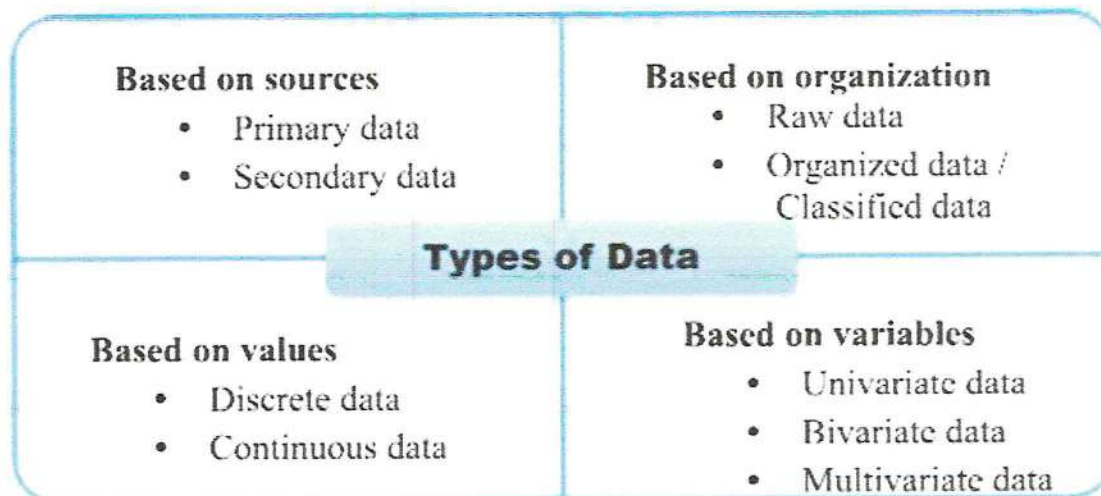 Based on sources
• Primary data
• Secondary data
Based on organization
• Raw data
• Organized data /
Classified data
Types of Data
Based on values
• Discrete data
• Continuous data
Based on variables
• Univariate data
• Bivariate data
• Multivariate data